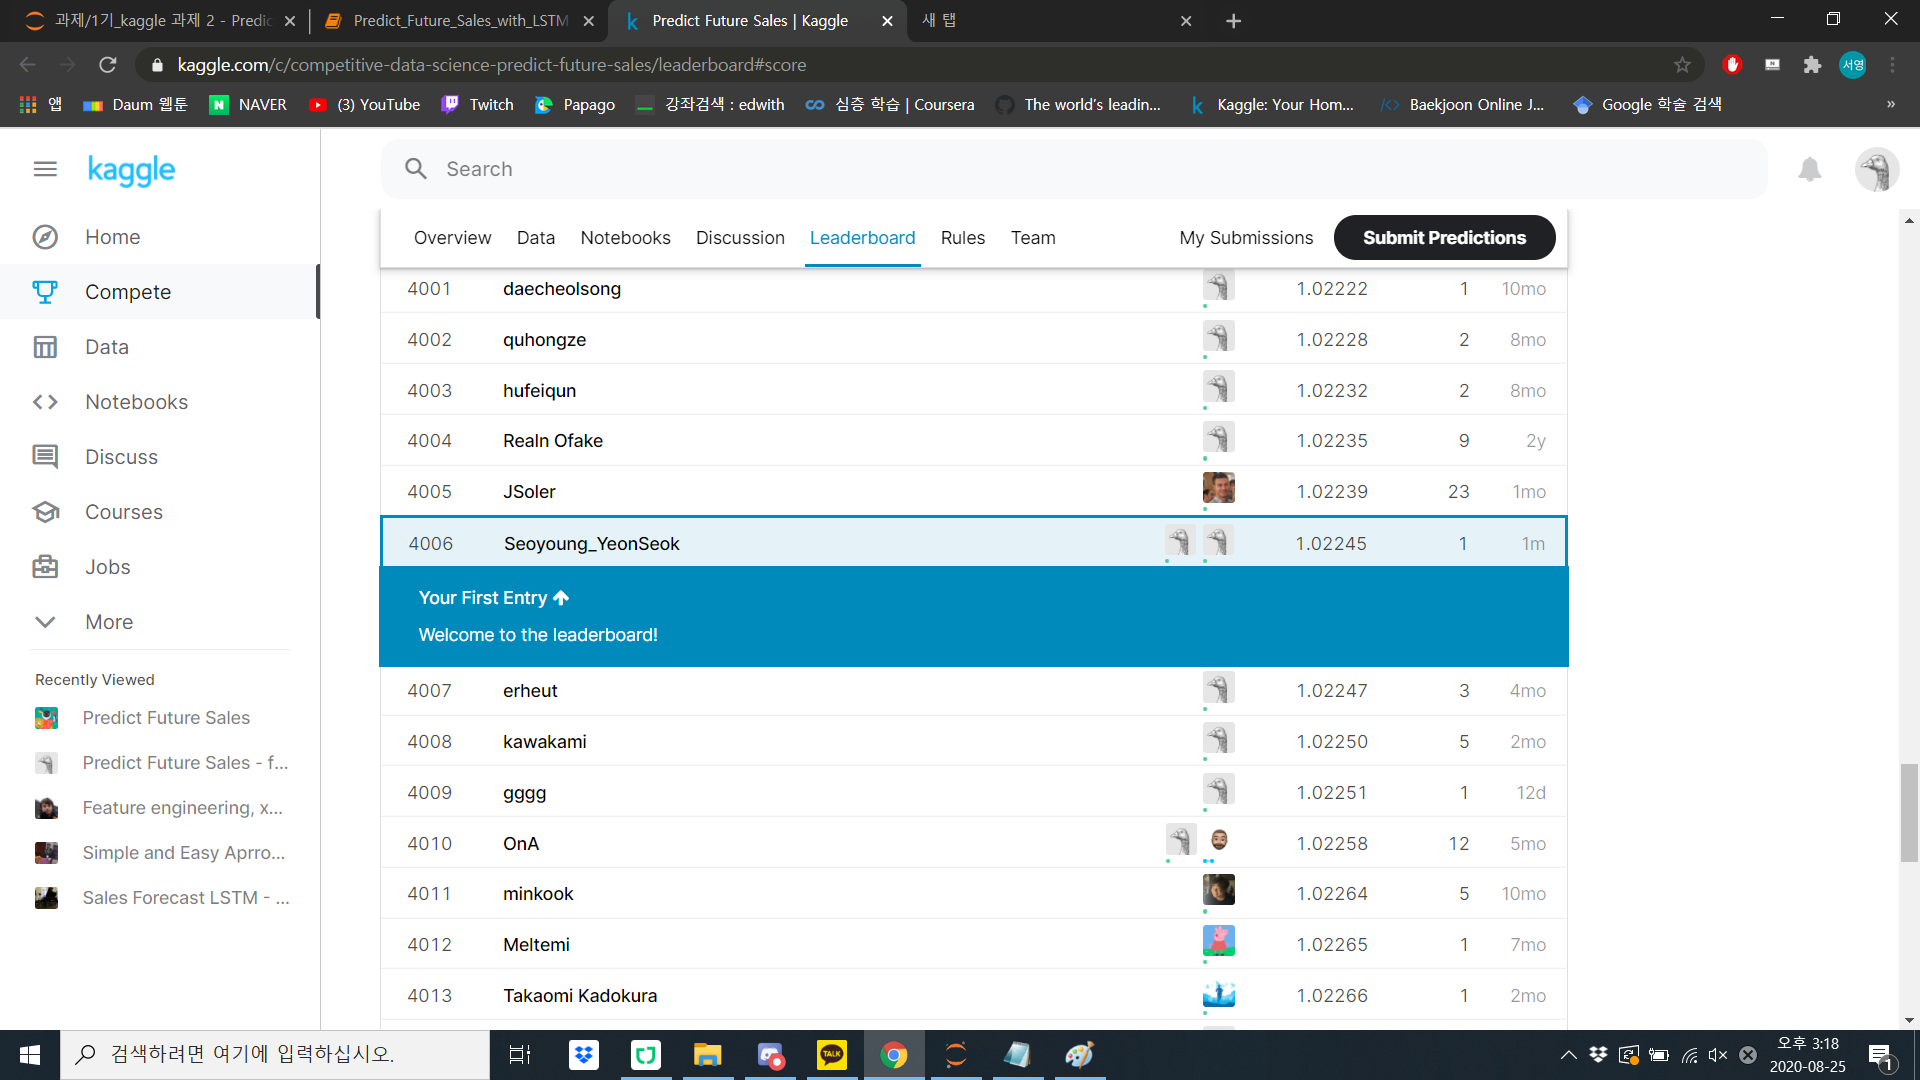 과제/1기_kaggle 과제 2 - Predic
Predict_Future_Sales_with_LSTM
Predict Future Sales | Kaggle
새 탭
kaggle.com/c/competitive-data-science-predict-future-sales/leaderboard#score
서영
앱
Daum 웹툰
NAVER
(3) YouTube
Twitch
Papago
강좌검색 : edwith
심층 학습 | Coursera
The world's leadin...
Kaggle: Your Hom...
Baekjoon Online J...
Google 학술 검색
»
kaggle
Search
Home
Compete
Data
Notebooks
Discuss
Courses
Jobs
More
Recently Viewed
Predict Future Sales
Predict Future Sales - f...
Feature engineering, x...
Simple and Easy Aprro...
Sales Forecast LSTM - ...
Overview Data Notebooks Discussion Leaderboard Rules Team My Submissions Submit Predictions
4001 daecheolsong 1.02222 1 10mo
4002 quhongze 1.02228 2 8mo
4003 hufeiqun 1.02232 2 8mo
4004 Realn Ofake 1.02235 9 2y
4005 JSoler 1.02239 23 1mo
4006 Seoyoung_YeonSeok 1.02245 1 1m
Your First Entry
Welcome to the leaderboard!
4007 erheut 1.02247 3 4mo
4008 kawakami 1.02250 5 2mo
4009 gggg 1.02251 1 12d
4010 OnA 1.02258 12 5mo
4011 minkook 1.02264 5 10mo
4012 Meltemi 1.02265 1 7mo
4013 Takaomi Kadokura 1.02266 1 2mo
검색하려면 여기에 입력하십시오.
TALK
오후 3:18
2020-08-25
1